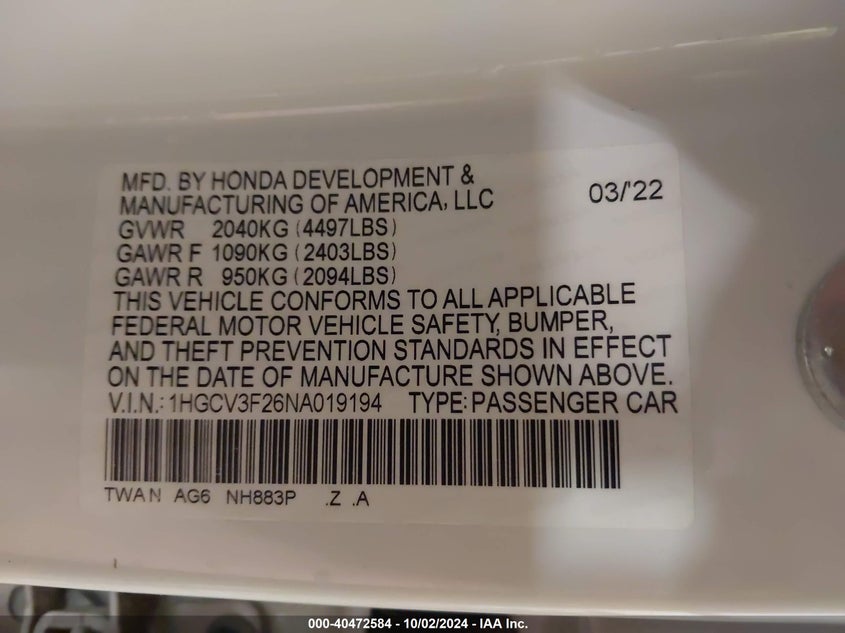 MFD. BY HONDA DEVELOPMENT &
MANUFACTURING OF AMERICA, LLC 03/'22
GVWR 2040KG (4497LBS)
GAWR F 1090KG (2403LBS)
GAWR R 950KG (2094LBS)
THIS VEHICLE CONFORMS TO ALL APPLICABLE
FEDERAL MOTOR VEHICLE SAFETY, BUMPER,
AND THEFT PREVENTION STANDARDS IN EFFECT
ON THE DATE OF MANUFACTURE SHOWN ABOVE.
V.I.N.: 1HGCV3F26NA019194 TYPE: PASSENGER CAR
TWA N AG6 NH883P .Z .A
000-40472584 - 10/02/2024 - IAA Inc.